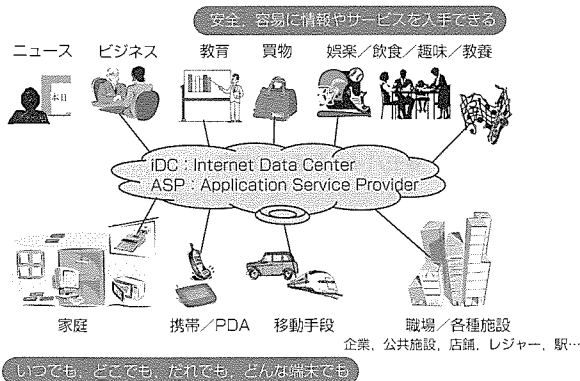 安全，容易に情報やサービスを入手できる
ニュース ビジネス 教育 買物 娯楽／飲食／趣味／教養
本日
iDC：Internet Data Center
ASP：Application Service Provider
家庭 携帯／PDA 移動手段 職場／各種施設
企業，公共施設，店舗，レジャー，駅…
いつでも，どこでも，だれでも，どんな端末でも